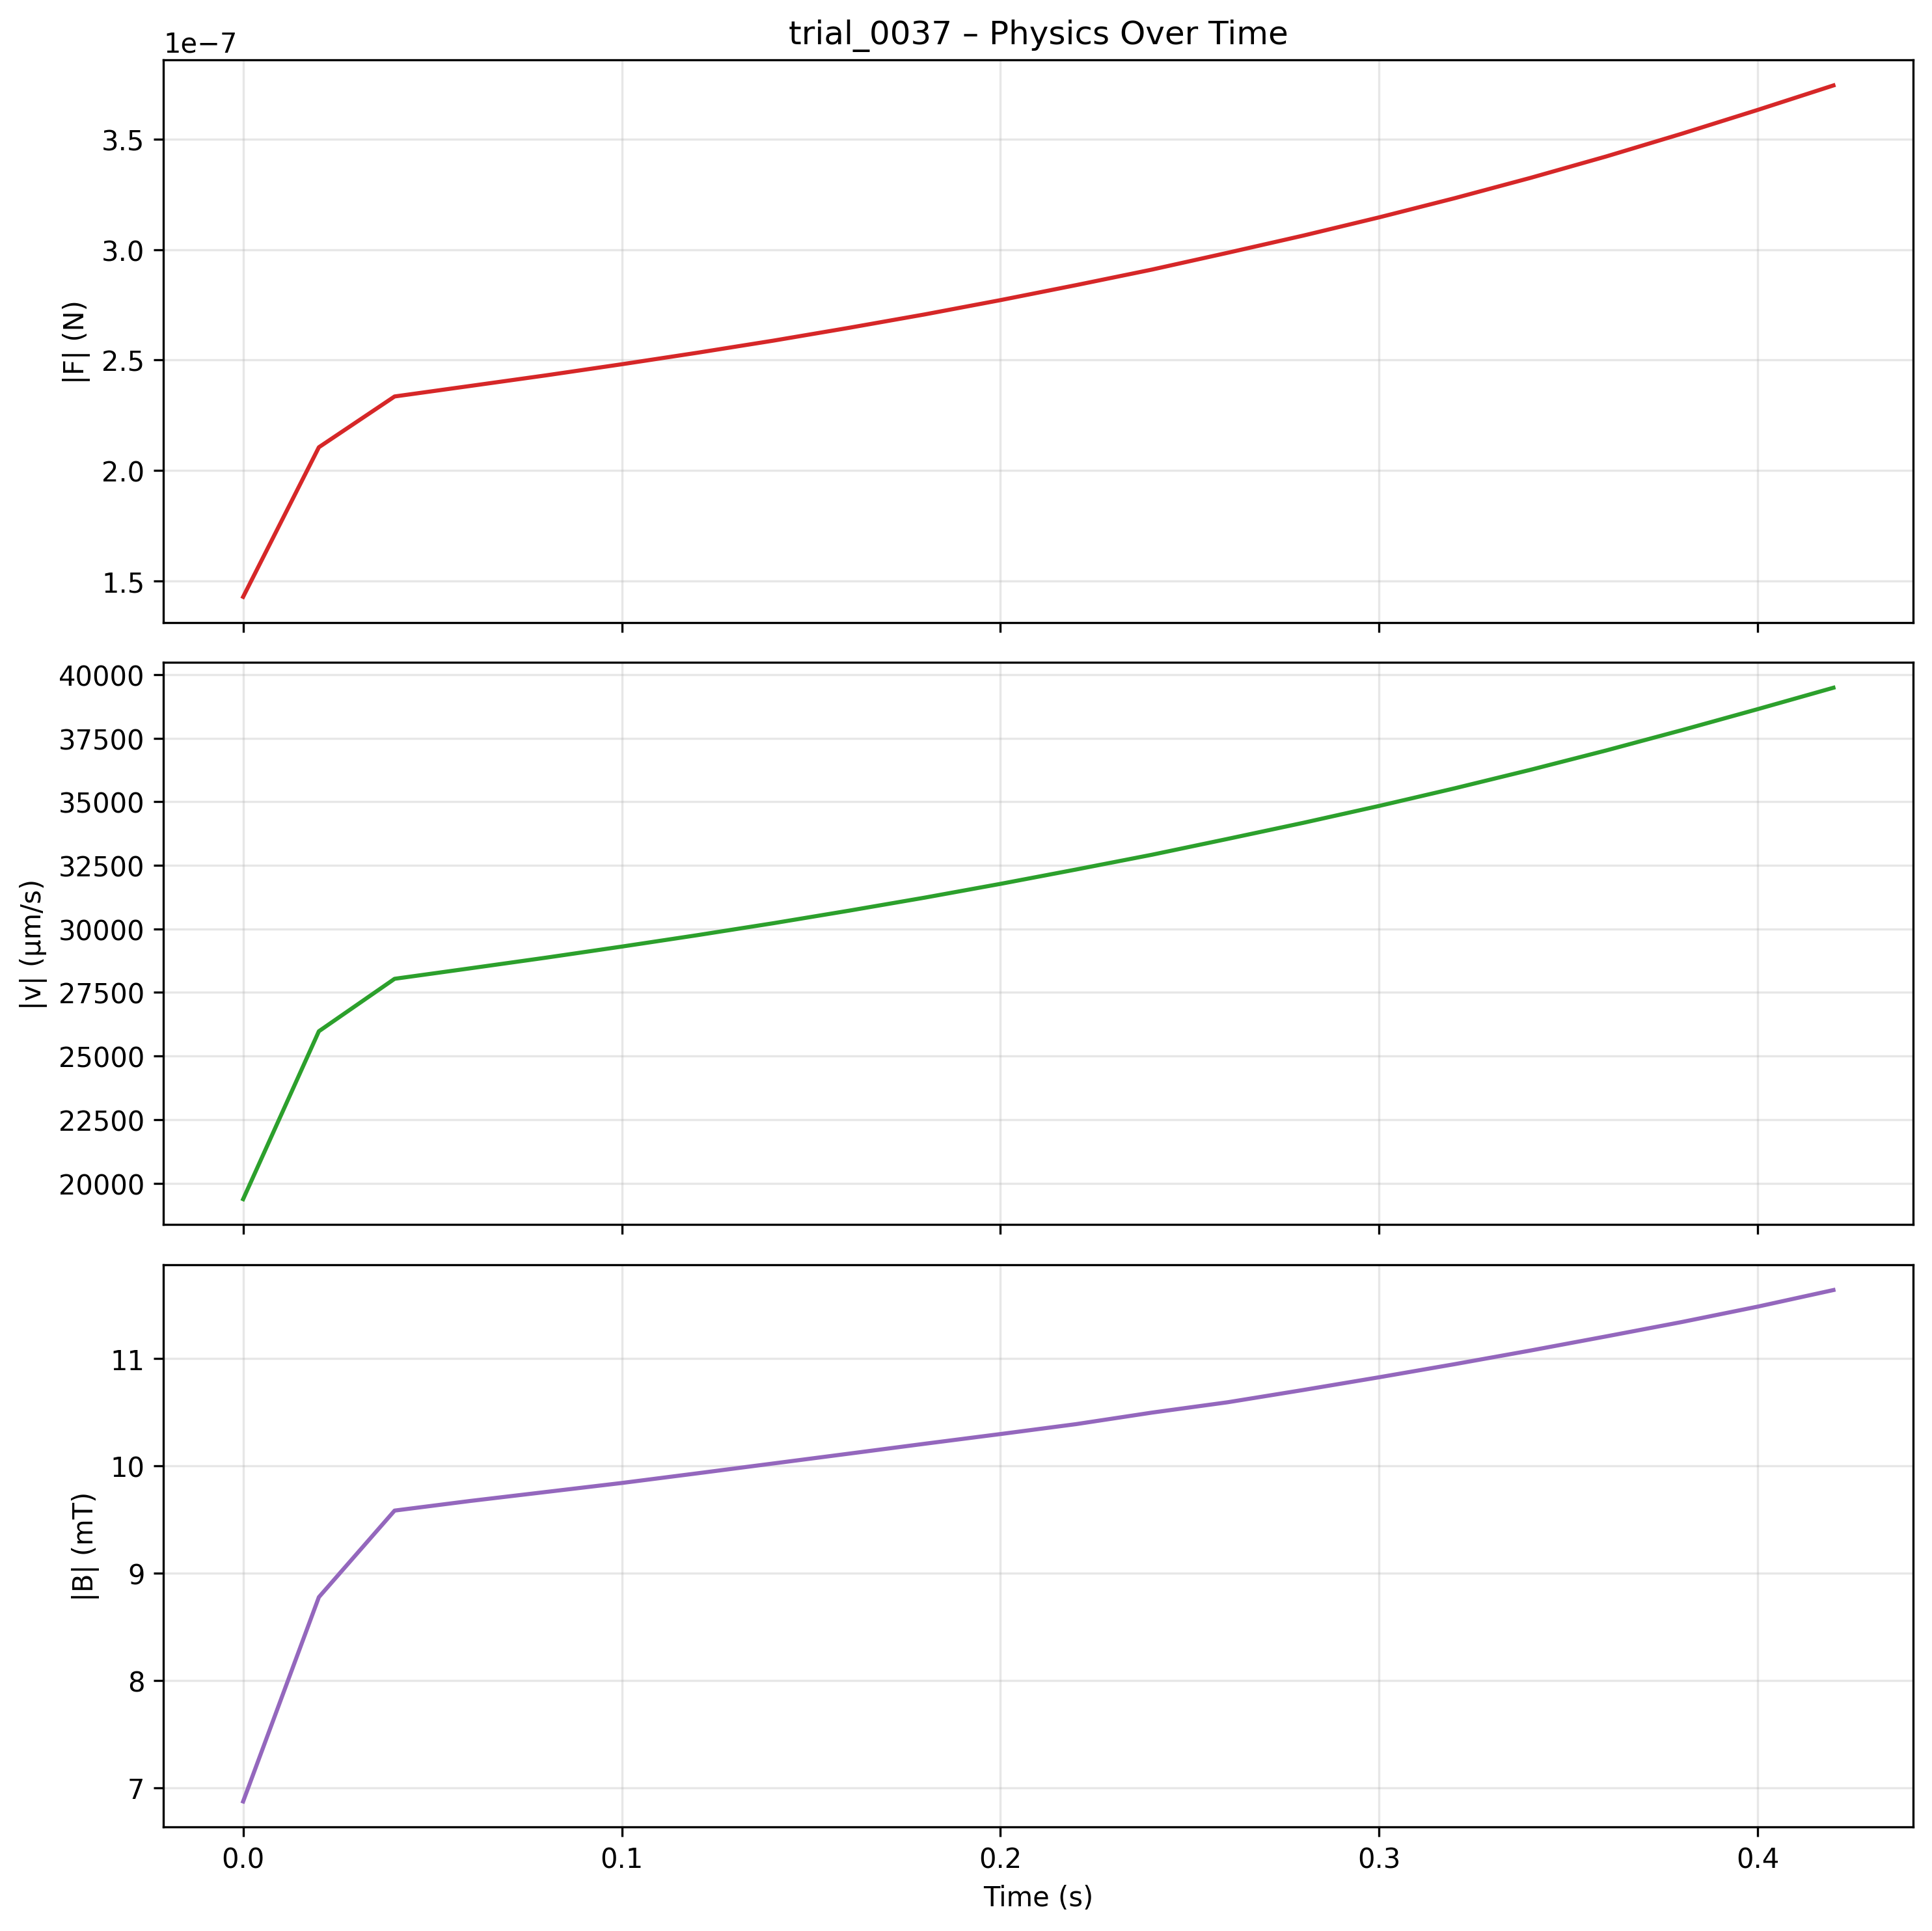 trial_0037 – Physics Over Time
1e−7
3.5
3.0
2.5
2.0
1.5
|F| (N)
40000
37500
35000
32500
30000
27500
25000
22500
20000
|v| (μm/s)
11
10
9
8
7
|B| (mT)
0.0 0.1 0.2 0.3 0.4
Time (s)